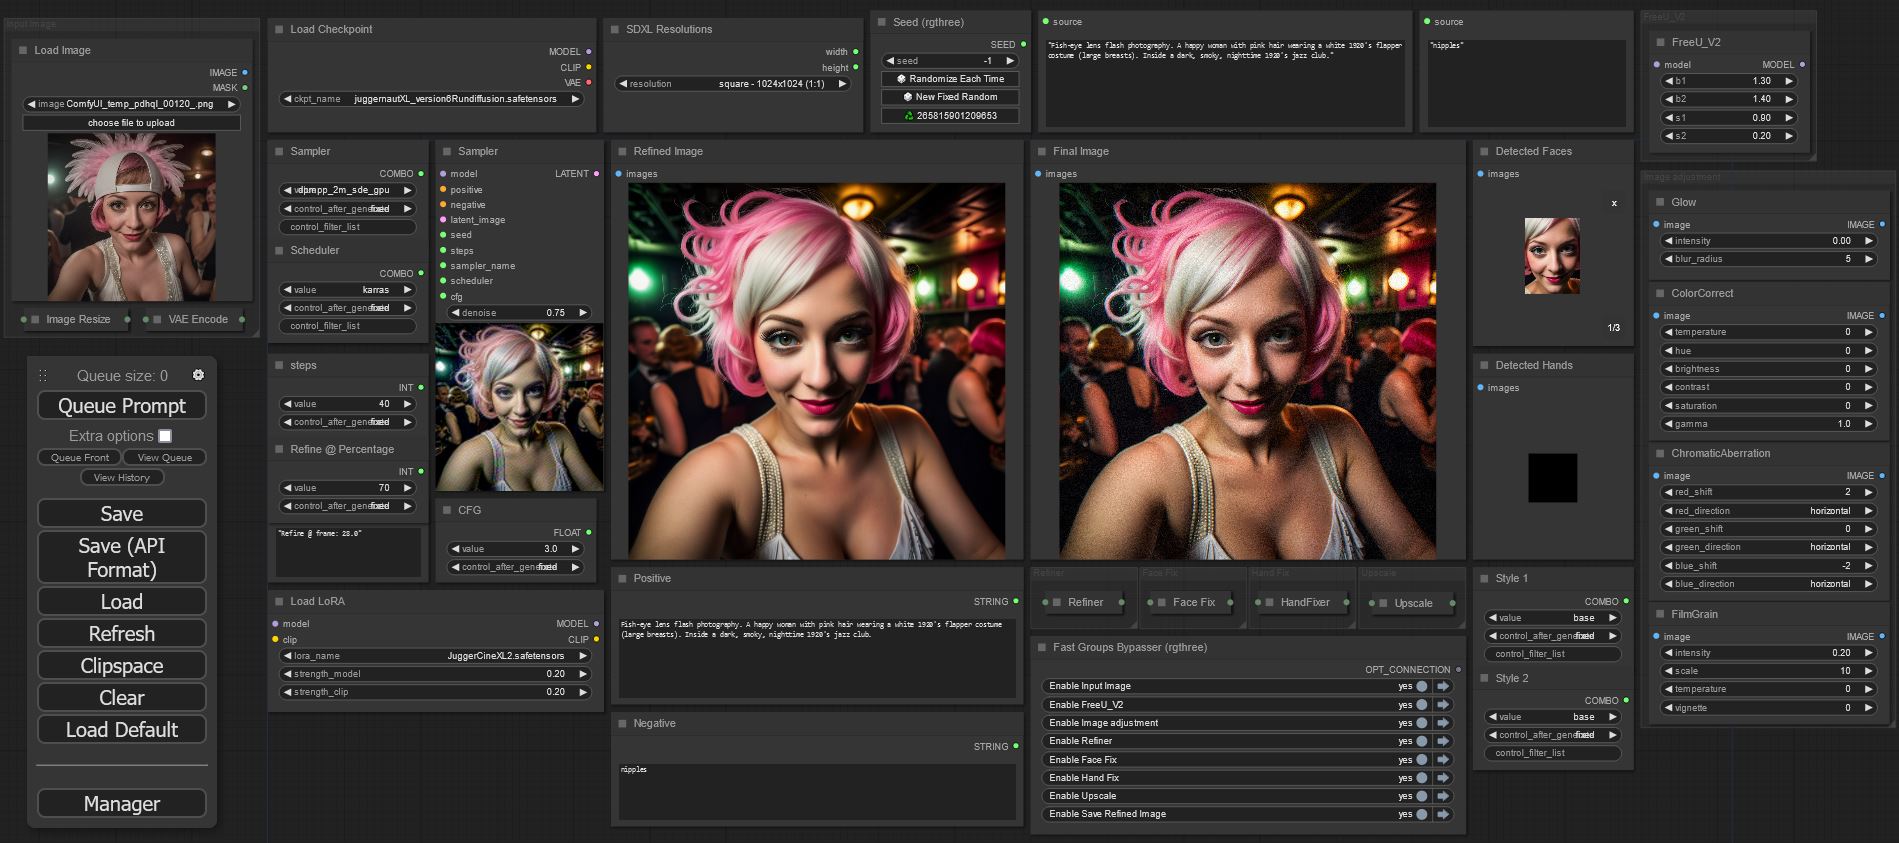 Input Image
Load Image
IMAGE
MASK
image ComfyUI_temp_pdhql_00120_.png
choose file to upload
Image Resize
VAE Encode
Queue size: 0
Queue Prompt
Extra options
Queue Front
View Queue
View History
Save
Save (API
Format)
Load
Refresh
Clipspace
Clear
Load Default
Manager
Load Checkpoint
MODEL
CLIP
VAE
ckpt_name juggernautXL_version6Rundiffusion.safetensors
SDXL Resolutions
width
height
resolution square - 1024x1024 (1:1)
Seed (rgthree)
SEED
seed -1
Randomize Each Time
New Fixed Random
265815901209653
source
"Fish-eye lens flash photography. A happy woman with pink hair wearing a white 1920's flapper
costume (large breasts). Inside a dark, smoky, nighttime 1920's jazz club."
source
"nipples"
FreeU_V2
FreeU_V2
model MODEL
b1 1.30
b2 1.40
s1 0.90
s2 0.20
Sampler
COMBO
dpmpp_2m_sde_gpu
fixed
control_filter_list
Scheduler
COMBO
value karras
fixed
control_filter_list
steps
INT
value 40
fixed
Refine @ Percentage
INT
value 70
fixed
"Refine @ frame: 28.0"
Sampler
model LATENT
positive
negative
latent_image
seed
steps
sampler_name
scheduler
cfg
denoise 0.75
CFG
FLOAT
value 3.0
fixed
Load LoRA
model MODEL
clip CLIP
lora_name JuggerCineXL2.safetensors
strength_model 0.20
strength_clip 0.20
Refined Image
images
Final Image
images
Positive
STRING
Fish-eye lens flash photography. A happy woman with pink hair wearing a white 1920's flapper costume
(large breasts). Inside a dark, smoky, nighttime 1920's jazz club.
Negative
STRING
nipples
Refiner
Face Fix
Hand Fix
Upscale
Refiner
Face Fix
HandFixer
Upscale
Fast Groups Bypasser (rgthree)
OPT_CONNECTION
Enable Input Image yes
Enable FreeU_V2 yes
Enable Image adjustment yes
Enable Refiner yes
Enable Face Fix yes
Enable Hand Fix yes
Enable Upscale yes
Enable Save Refined Image yes
Detected Faces
images
x
1/3
Detected Hands
images
Style 1
COMBO
value base
fixed
control_filter_list
Style 2
COMBO
value base
fixed
control_filter_list
Image adjustment
Glow
image IMAGE
intensity 0.00
blur_radius 5
ColorCorrect
image IMAGE
temperature 0
hue 0
brightness 0
contrast 0
saturation 0
gamma 1.0
ChromaticAberration
image IMAGE
red_shift 2
red_direction horizontal
green_shift 0
green_direction horizontal
blue_shift -2
blue_direction horizontal
FilmGrain
image IMAGE
intensity 0.20
scale 10
temperature 0
vignette 0